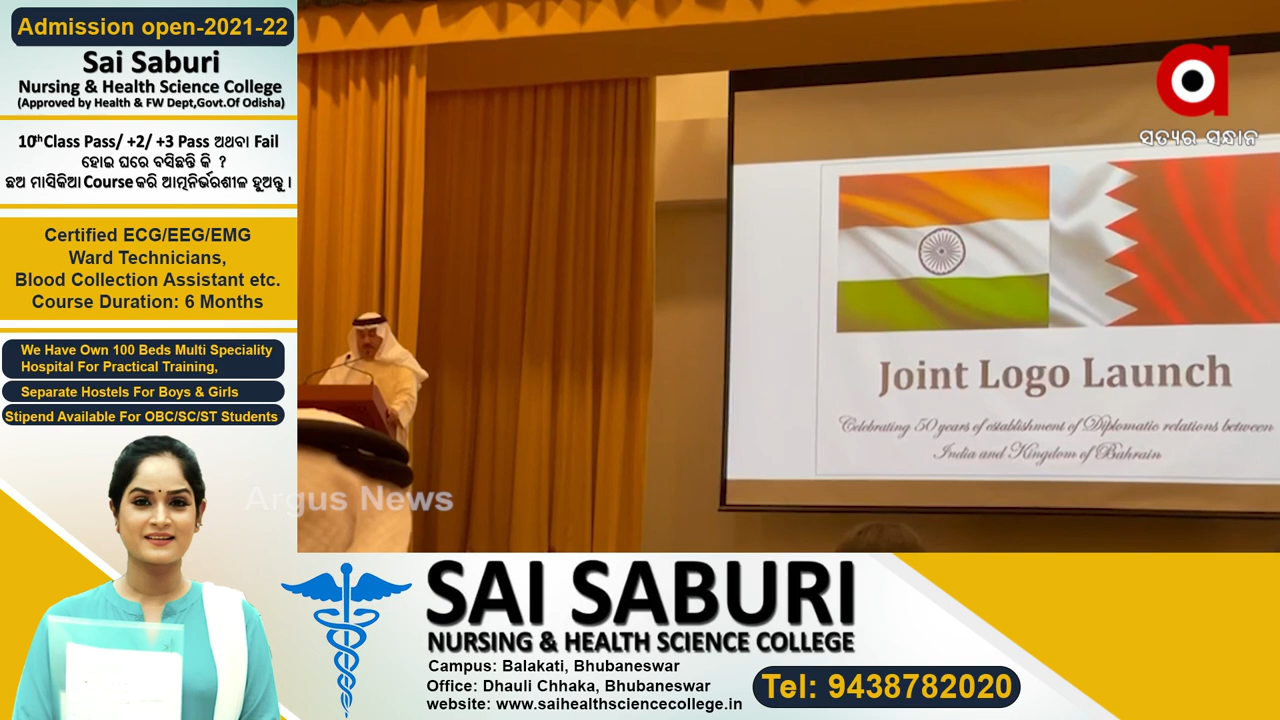 Admission open-2021-22
Sai Saburi
Nursing & Health Science College
(Approved by Health & FW Dept,Govt.Of Odisha)
10th Class Pass/ +2/ +3 Pass ଅଥବା Fail
ହୋଇ ଘରେ ବସିଛନ୍ତି କି ?
ଛଅ ମାସିକିଆ Course କରି ଆତ୍ମନିର୍ଭରଶୀଳ ହୁଅନ୍ତୁ ।
Certified ECG/EEG/EMG
Ward Technicians,
Blood Collection Assistant etc.
Course Duration: 6 Months
We Have Own 100 Beds Multi Speciality
Hospital For Practical Training,
Separate Hostels For Boys & Girls
Stipend Available For OBC/SC/ST Students
ସତ୍ୟର ସନ୍ଧାନ
Joint Logo Launch
Celebrating 50 years of establishment of Diplomatic relations between
India and Kingdom of Bahrain
Argus News
SAI SABURI
NURSING & HEALTH SCIENCE COLLEGE
Campus: Balakati, Bhubaneswar
Office: Dhauli Chhaka, Bhubaneswar
website: www.saihealthsciencecollege.in
Tel: 9438782020